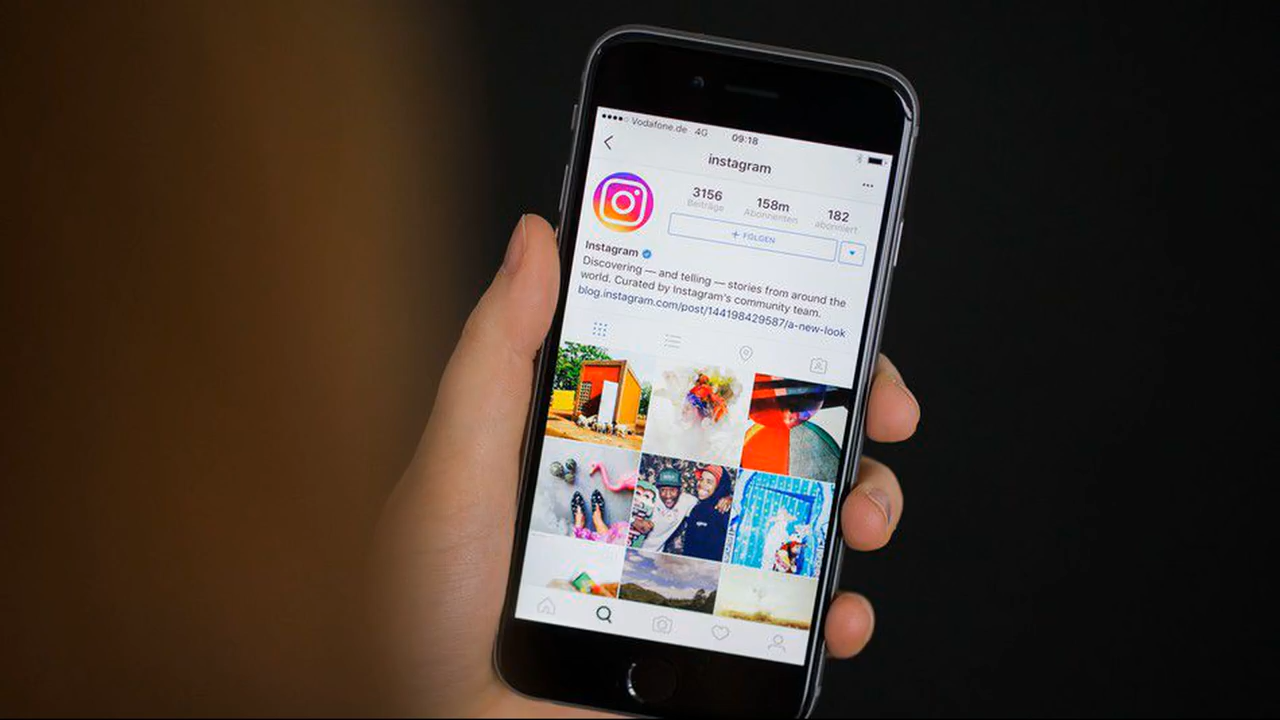 Vodafone.de 4G 09:18
instagram
3156 158m 182
Beiträge Abonnenten abonniert
+ FOLGEN
Instagram
Discovering — and telling — stories from around the
world. Curated by Instagram's community team.
blog.instagram.com/post/144198429587/a-new-look